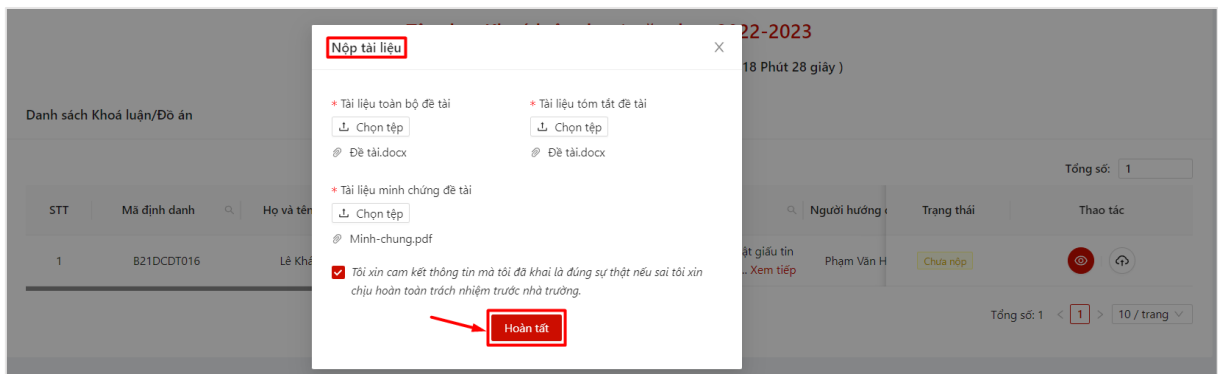 22-2023
Nộp tài liệu
18 Phút 28 giây )
* Tài liệu toàn bộ đề tài
* Tài liệu tóm tắt đề tài
Danh sách Khoá luận/Đồ án
Chọn tệp
Chọn tệp
Đề tài.docx
Đề tài.docx
Tổng số: 1
* Tài liệu minh chứng đề tài
STT
Mã định danh
Họ và tên
Chọn tệp
Người hướng
Trạng thái
Thao tác
Minh-chung.pdf
1
B21DCDT016
Lê Khá
ật giấu tin
... Xem tiếp
Phạm Văn H
Chưa nộp
Tôi xin cam kết thông tin mà tôi đã khai là đúng sự thật nếu sai tôi xin
chịu hoàn toàn trách nhiệm trước nhà trường.
Tổng số: 1 < 1 > 10 / trang
Hoàn tất